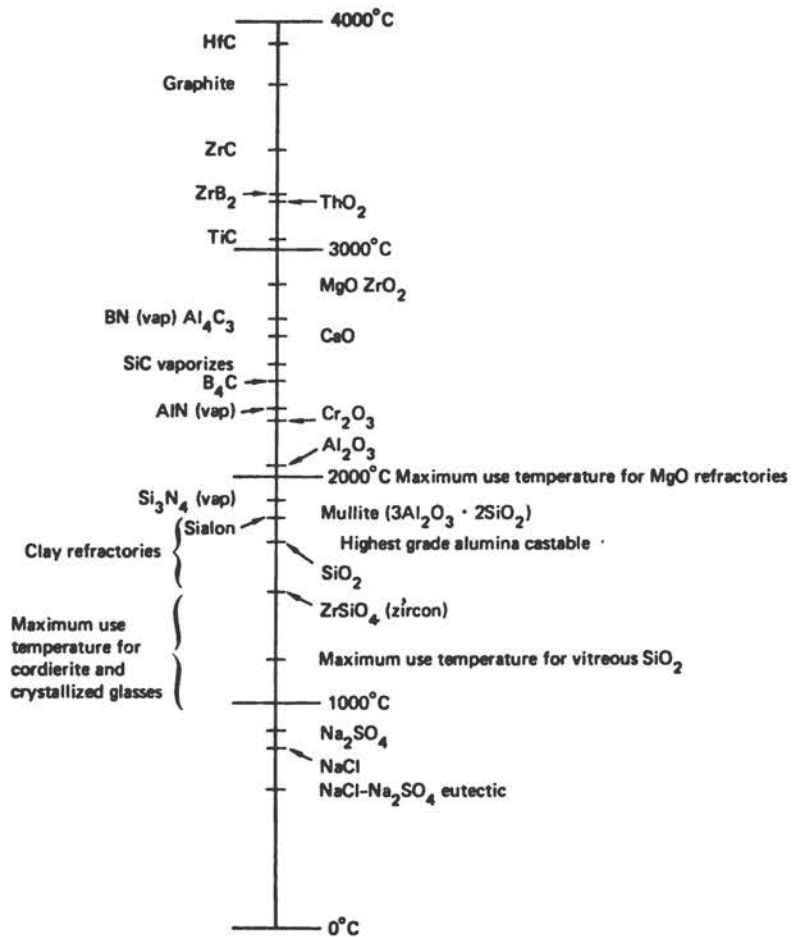 4000°C
HfC
Graphite
ZrC
ZrB₂
ThO₂
TiC
3000°C
MgO ZrO₂
BN (vap) Al₄C₃
CaO
SiC vaporizes
B₄C
AlN (vap)
Cr₂O₃
Al₂O₃
2000°C Maximum use temperature for MgO refractories
Si₃N₄ (vap)
Mullite (3Al₂O₃ · 2SiO₂)
Sialon
Highest grade alumina castable
Clay refractories
SiO₂
ZrSiO₄ (zircon)
Maximum use
temperature for
cordierite and
crystallized glasses
Maximum use temperature for vitreous SiO₂
1000°C
Na₂SO₄
NaCl
NaCl–Na₂SO₄ eutectic
0°C